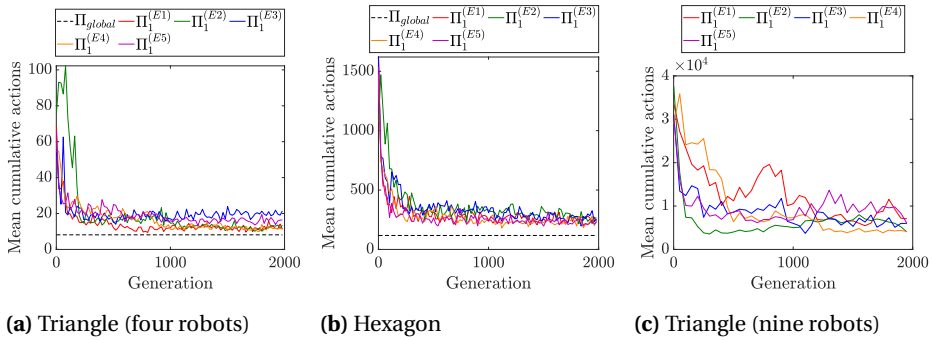 Π_global Π_1^(E1) Π_1^(E2) Π_1^(E3)
Π_1^(E4) Π_1^(E5)
Mean cumulative actions
100
80
60
40
20
0
0 1000 2000
Generation
(a) Triangle (four robots)
Π_global Π_1^(E1) Π_1^(E2) Π_1^(E3)
Π_1^(E4) Π_1^(E5)
Mean cumulative actions
1500
1000
500
0
0 1000 2000
Generation
(b) Hexagon
Π_1^(E1) Π_1^(E2) Π_1^(E3) Π_1^(E4)
Π_1^(E5)
×10^4
Mean cumulative actions
4
3
2
1
0
0 1000 2000
Generation
(c) Triangle (nine robots)